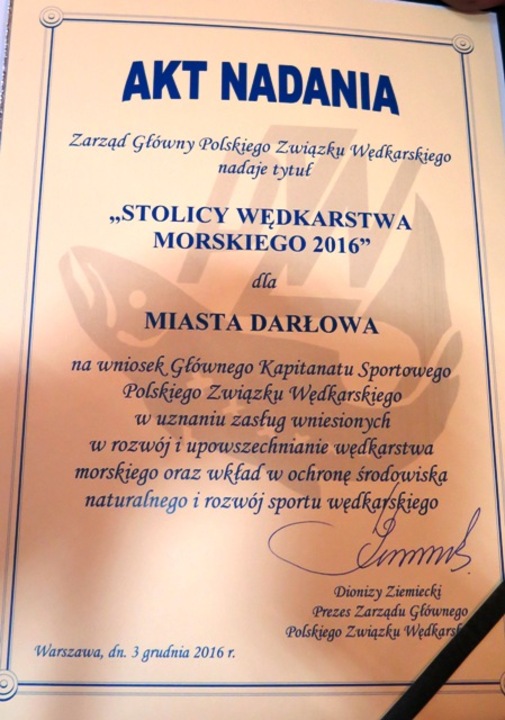 AKT NADANIA
Zarząd Główny Polskiego Związku Wędkarskiego
nadaje tytuł
„STOLICY WĘDKARSTWA
MORSKIEGO 2016”
dla
MIASTA DARŁOWA
na wniosek Głównego Kapitanatu Sportowego
Polskiego Związku Wędkarskiego
w uznaniu zasług wniesionych
w rozwój i upowszechnianie wędkarstwa
morskiego oraz wkład w ochronę środowiska
naturalnego i rozwój sportu wędkarskiego
Dionizy Ziemiecki
Prezes Zarządu Głównego
Polskiego Związku Wędkarsk
Warszawa, dn. 3 grudnia 2016 r.